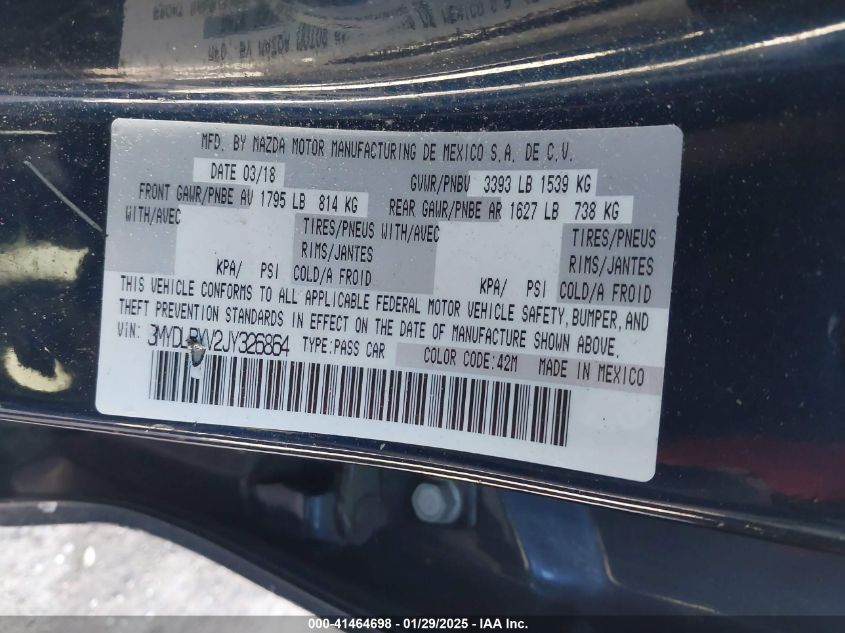 MFD. BY MAZDA MOTOR MANUFACTURING DE MEXICO S.A. DE C.V.
DATE 03/18 GVWR/PNBV 3393 LB 1539 KG
FRONT GAWR/PNBE AV 1795 LB 814 KG REAR GAWR/PNBE AR 1627 LB 738 KG
WITH/AVEC TIRES/PNEUS WITH/AVEC TIRES/PNEUS
RIMS/JANTES RIMS/JANTES
KPA/ PSI COLD/A FROID KPA/ PSI COLD/A FROID
THIS VEHICLE CONFORMS TO ALL APPLICABLE FEDERAL MOTOR VEHICLE SAFETY, BUMPER, AND
THEFT PREVENTION STANDARDS IN EFFECT ON THE DATE OF MANUFACTURE SHOWN ABOVE.
VIN: TYPE:PASS CAR COLOR CODE:42M MADE IN MEXICO
000-41464698 - 01/29/2025 - IAA Inc.